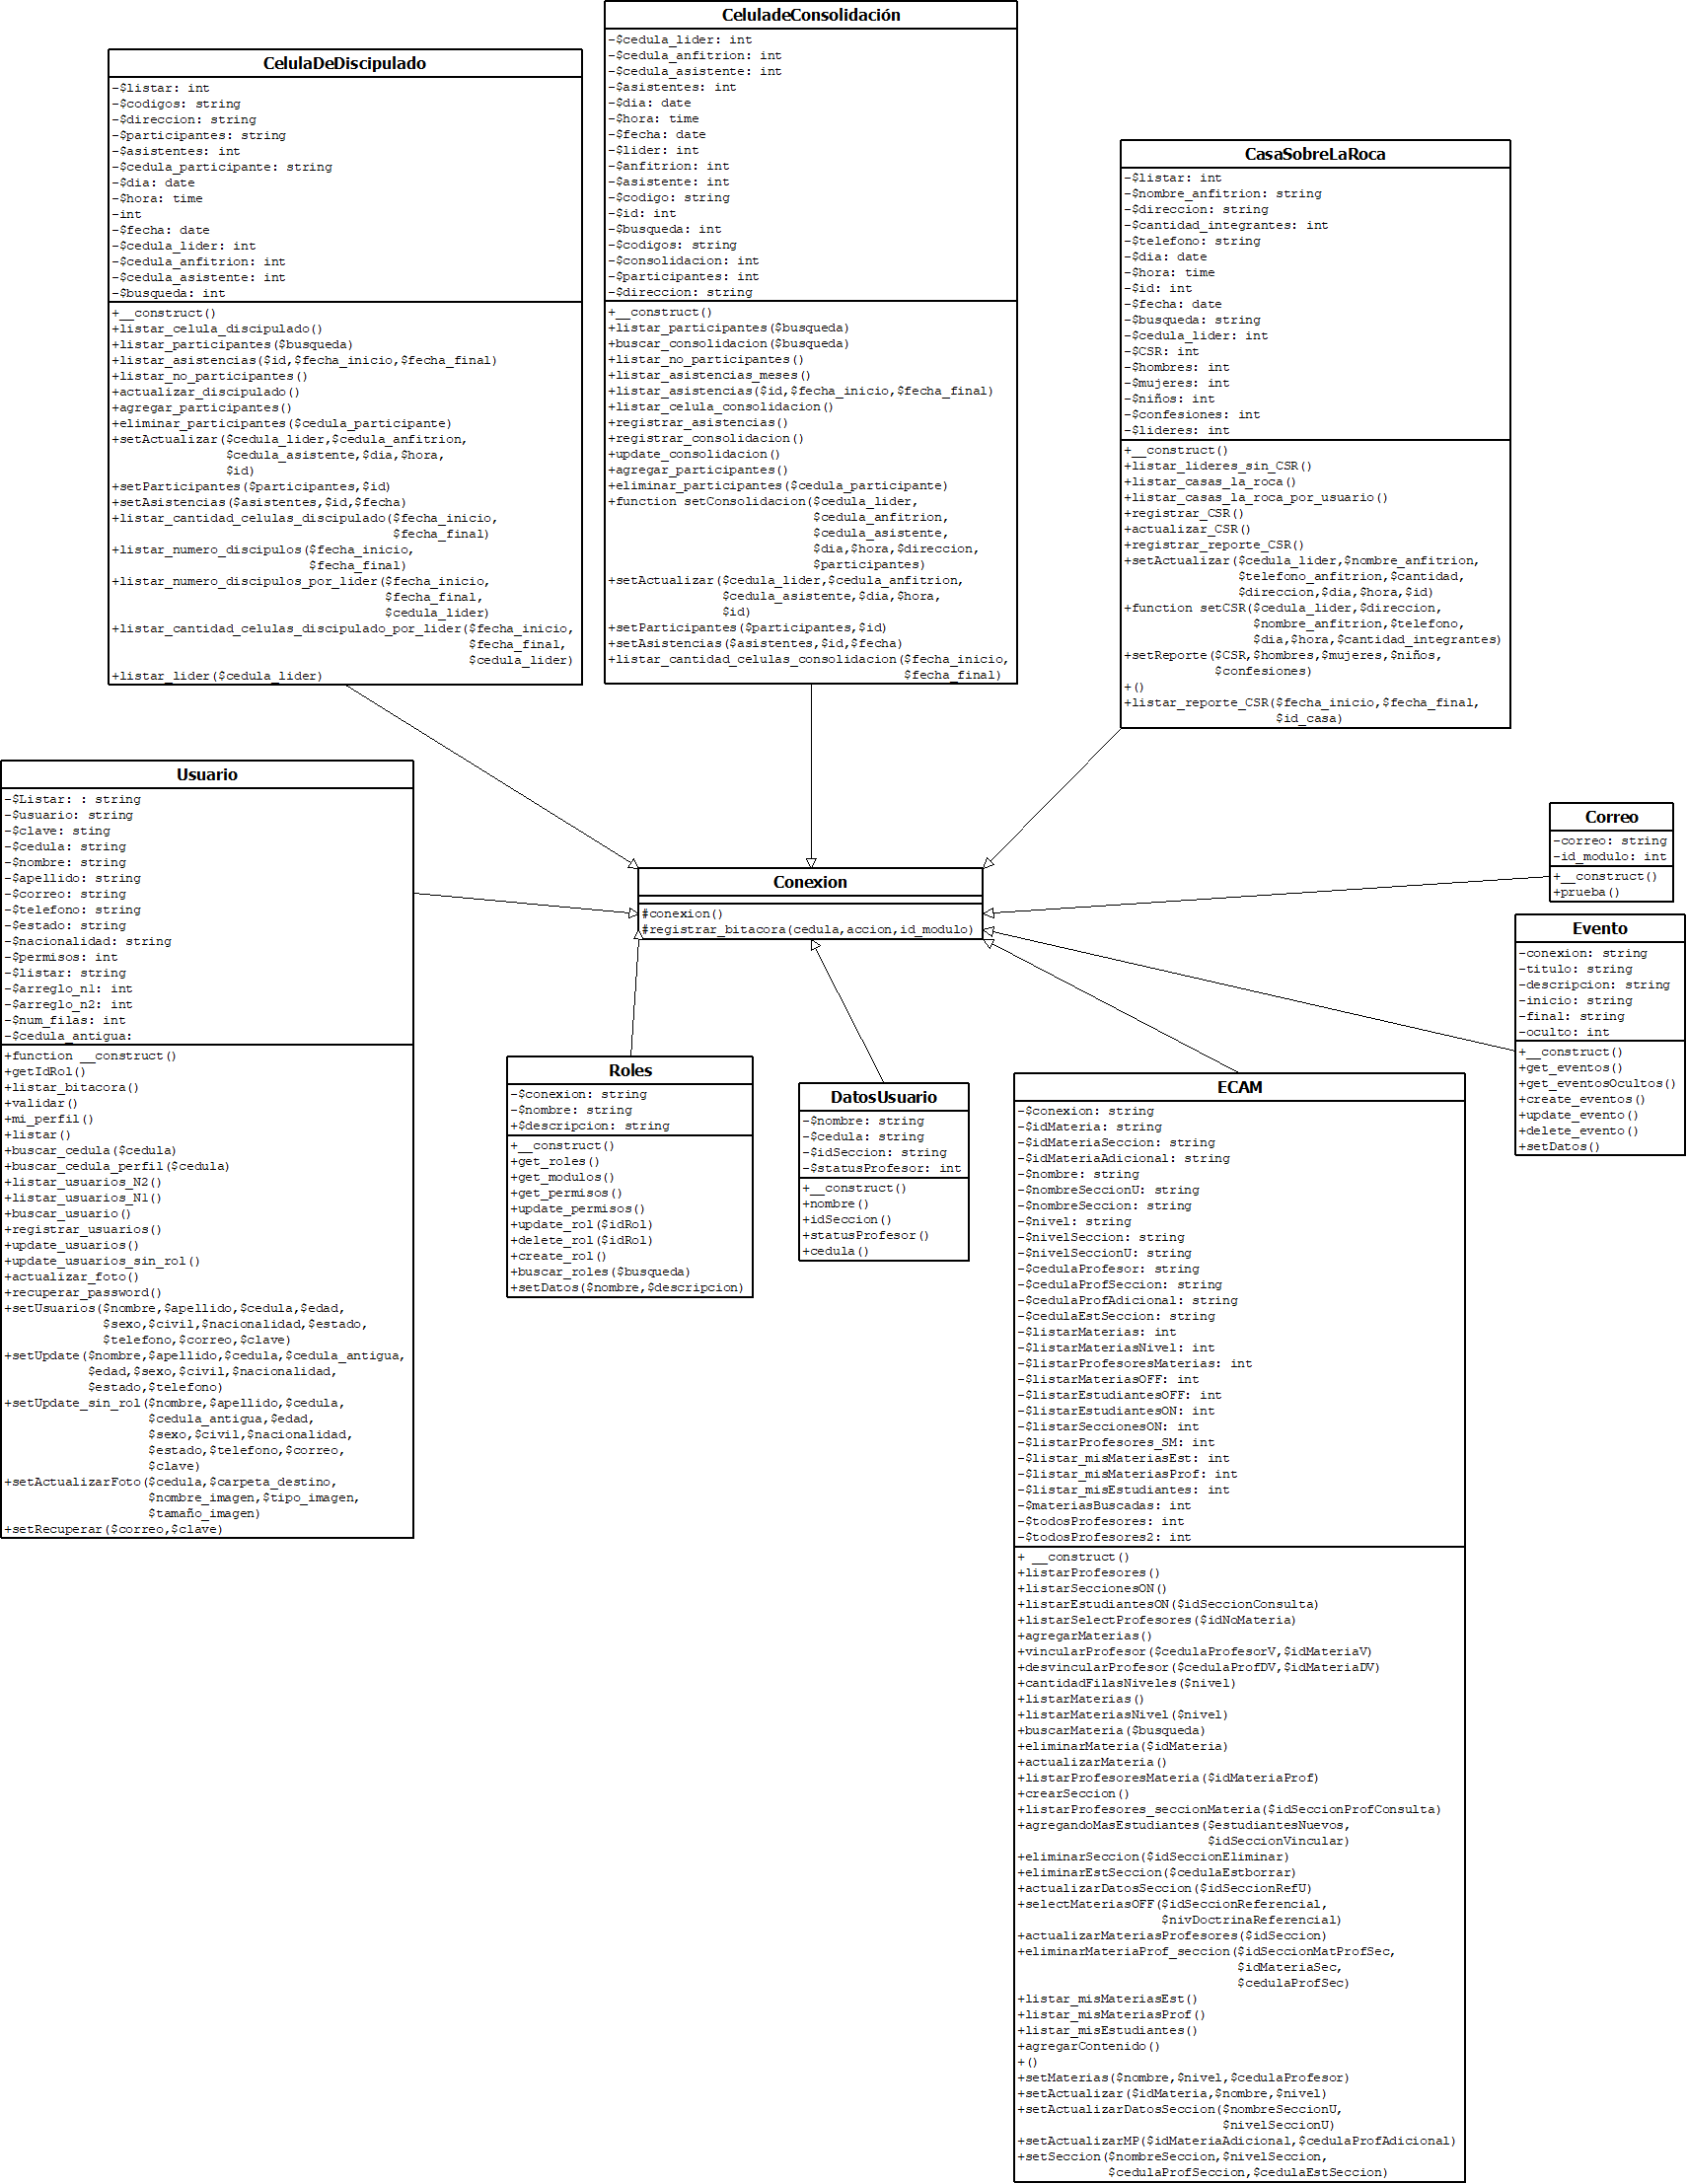 CelulaDeDiscipulado
-$listar: int
-$codigos: string
-$direccion: string
-$participantes: string
-$asistentes: int
-$cedula_participante: string
-$dia: date
-$hora: time
-int
-$fecha: date
-$cedula_lider: int
-$cedula_anfitrion: int
-$cedula_asistente: int
-$busqueda: int
+__construct()
+listar_celula_discipulado()
+listar_participantes($busqueda)
+listar_asistencias($id,$fecha_inicio,$fecha_final)
+listar_no_participantes()
+actualizar_discipulado()
+agregar_participantes()
+eliminar_participantes($cedula_participante)
+setActualizar($cedula_lider,$cedula_anfitrion,
$cedula_asistente,$dia,$hora,
$id)
+setParticipantes($participantes,$id)
+setAsistencias($asistentes,$id,$fecha)
+listar_cantidad_celulas_discipulado($fecha_inicio,
$fecha_final)
+listar_numero_discipulos($fecha_inicio,
$fecha_final)
+listar_numero_discipulos_por_lider($fecha_inicio,
$fecha_final,
$cedula_lider)
+listar_cantidad_celulas_discipulado_por_lider($fecha_inicio,
$fecha_final,
$cedula_lider)
+listar_lider($cedula_lider)
CeluladeConsolidación
-$cedula_lider: int
-$cedula_anfitrion: int
-$cedula_asistente: int
-$asistentes: int
-$dia: date
-$hora: time
-$fecha: date
-$lider: int
-$anfitrion: int
-$asistente: int
-$codigo: string
-$id: int
-$busqueda: int
-$codigos: string
-$consolidacion: int
-$participantes: int
-$direccion: string
+__construct()
+listar_participantes($busqueda)
+buscar_consolidacion($busqueda)
+listar_no_participantes()
+listar_asistencias_meses()
+listar_asistencias($id,$fecha_inicio,$fecha_final)
+listar_celula_consolidacion()
+registrar_asistencias()
+registrar_consolidacion()
+update_consolidacion()
+agregar_participantes()
+eliminar_participantes($cedula_participante)
+function setConsolidacion($cedula_lider,
$cedula_anfitrion,
$cedula_asistente,
$dia,$hora,$direccion,
$participantes)
+setActualizar($cedula_lider,$cedula_anfitrion,
$cedula_asistente,$dia,$hora,
$id)
+setParticipantes($participantes,$id)
+setAsistencias($asistentes,$id,$fecha)
+listar_cantidad_celulas_consolidacion($fecha_inicio,
$fecha_final)
CasaSobreLaRoca
-$listar: int
-$nombre_anfitrion: string
-$direccion: string
-$cantidad_integrantes: int
-$telefono: string
-$dia: date
-$hora: time
-$id: int
-$fecha: date
-$busqueda: string
-$cedula_lider: int
-$CSR: int
-$hombres: int
-$mujeres: int
-$niños: int
-$confesiones: int
-$lideres: int
+__construct()
+listar_lideres_sin_CSR()
+listar_casas_la_roca()
+listar_casas_la_roca_por_usuario()
+registrar_CSR()
+actualizar_CSR()
+registrar_reporte_CSR()
+setActualizar($cedula_lider,$nombre_anfitrion,
$telefono_anfitrion,$cantidad,
$direccion,$dia,$hora,$id)
+function setCSR($cedula_lider,$direccion,
$nombre_anfitrion,$telefono,
$dia,$hora,$cantidad_integrantes)
+setReporte($CSR,$hombres,$mujeres,$niños,
$confesiones)
+()
+listar_reporte_CSR($fecha_inicio,$fecha_final,
$id_casa)
Usuario
-$Listar: : string
-$usuario: string
-$clave: sting
-$cedula: string
-$nombre: string
-$apellido: string
-$correo: string
-$telefono: string
-$estado: string
-$nacionalidad: string
-$permisos: int
-$listar: string
-$arreglo_n1: int
-$arreglo_n2: int
-$num_filas: int
-$cedula_antigua:
+function __construct()
+getIdRol()
+listar_bitacora()
+validar()
+mi_perfil()
+listar()
+buscar_cedula($cedula)
+buscar_cedula_perfil($cedula)
+listar_usuarios_N2()
+listar_usuarios_N1()
+buscar_usuario()
+registrar_usuarios()
+update_usuarios()
+update_usuarios_sin_rol()
+actualizar_foto()
+recuperar_password()
+setUsuarios($nombre,$apellido,$cedula,$edad,
$sexo,$civil,$nacionalidad,$estado,
$telefono,$correo,$clave)
+setUpdate($nombre,$apellido,$cedula,$cedula_antigua,
$edad,$sexo,$civil,$nacionalidad,
$estado,$telefono)
+setUpdate_sin_rol($nombre,$apellido,$cedula,
$cedula_antigua,$edad,
$sexo,$civil,$nacionalidad,
$estado,$telefono,$correo,
$clave)
+setActualizarFoto($cedula,$carpeta_destino,
$nombre_imagen,$tipo_imagen,
$tamaño_imagen)
+setRecuperar($correo,$clave)
Conexion
#conexion()
#registrar_bitacora(cedula,accion,id_modulo)
Correo
-correo: string
-id_modulo: int
+__construct()
+prueba()
Evento
-conexion: string
-titulo: string
-descripcion: string
-inicio: string
-final: string
-oculto: int
+__construct()
+get_eventos()
+get_eventosOcultos()
+create_eventos()
+update_evento()
+delete_evento()
+setDatos()
Roles
-$conexion: string
-$nombre: string
+$descripcion: string
+__construct()
+get_roles()
+get_modulos()
+get_permisos()
+update_permisos()
+update_rol($idRol)
+delete_rol($idRol)
+create_rol()
+buscar_roles($busqueda)
+setDatos($nombre,$descripcion)
DatosUsuario
-$nombre: string
-$cedula: string
-$idSeccion: string
-$statusProfesor: int
+__construct()
+nombre()
+idSeccion()
+statusProfesor()
+cedula()
ECAM
-$conexion: string
-$idMateria: string
-$idMateriaSeccion: string
-$idMateriaAdicional: string
-$nombre: string
-$nombreSeccionU: string
-$nombreSeccion: string
-$nivel: string
-$nivelSeccion: string
-$nivelSeccionU: string
-$cedulaProfesor: string
-$cedulaProfSeccion: string
-$cedulaProfAdicional: string
-$cedulaEstSeccion: string
-$listarMaterias: int
-$listarMateriasNivel: int
-$listarProfesoresMaterias: int
-$listarMateriasOFF: int
-$listarEstudiantesOFF: int
-$listarEstudiantesON: int
-$listarSeccionesON: int
-$listarProfesores_SM: int
-$listar_misMateriasEst: int
-$listar_misMateriasProf: int
-$listar_misEstudiantes: int
-$materiasBuscadas: int
-$todosProfesores: int
-$todosProfesores2: int
+ __construct()
+listarProfesores()
+listarSeccionesON()
+listarEstudiantesON($idSeccionConsulta)
+listarSelectProfesores($idNoMateria)
+agregarMaterias()
+vincularProfesor($cedulaProfesorV,$idMateriaV)
+desvincularProfesor($cedulaProfDV,$idMateriaDV)
+cantidadFilasNiveles($nivel)
+listarMaterias()
+listarMateriasNivel($nivel)
+buscarMateria($busqueda)
+eliminarMateria($idMateria)
+actualizarMateria()
+listarProfesoresMateria($idMateriaProf)
+crearSeccion()
+listarProfesores_seccionMateria($idSeccionProfConsulta)
+agregandoMasEstudiantes($estudiantesNuevos,
$idSeccionVincular)
+eliminarSeccion($idSeccionEliminar)
+eliminarEstSeccion($cedulaEstborrar)
+actualizarDatosSeccion($idSeccionRefU)
+selectMateriasOFF($idSeccionReferencial,
$nivDoctrinaReferencial)
+actualizarMateriasProfesores($idSeccion)
+eliminarMateriaProf_seccion($idSeccionMatProfSec,
$idMateriaSec,
$cedulaProfSec)
+listar_misMateriasEst()
+listar_misMateriasProf()
+listar_misEstudiantes()
+agregarContenido()
+()
+setMaterias($nombre,$nivel,$cedulaProfesor)
+setActualizar($idMateria,$nombre,$nivel)
+setActualizarDatosSeccion($nombreSeccionU,
$nivelSeccionU)
+setActualizarMP($idMateriaAdicional,$cedulaProfAdicional)
+setSeccion($nombreSeccion,$nivelSeccion,
$cedulaProfSeccion,$cedulaEstSeccion)